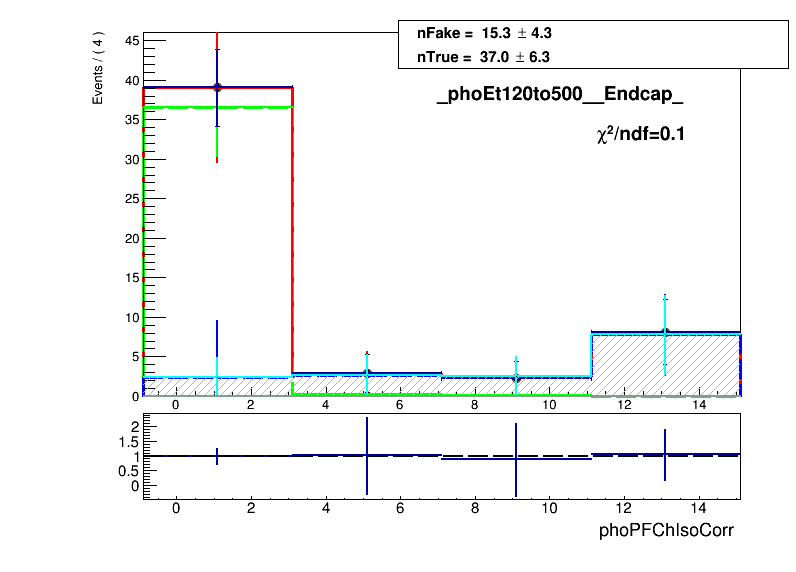 nFake = 15.3 ± 4.3
nTrue = 37.0 ± 6.3
Events / ( 4 )
_phoEt120to500__Endcap_
χ²/ndf=0.1
45
40
35
30
25
20
15
10
5
0
0 2 4 6 8 10 12 14
2
1.5
1
0.5
0
0 2 4 6 8 10 12 14
phoPFChIsoCorr